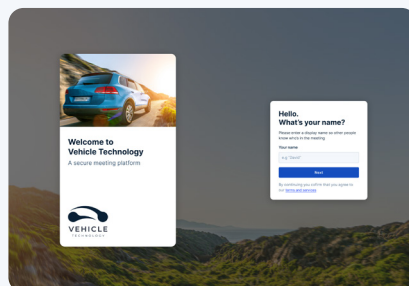 Welcome to
Vehicle Technology
A secure meeting platform
VEHICLE
TECHNOLOGY
Hello.
What's your name?
Please enter a display name so other people
know who's in the meeting
Your name
e.g. "David"
Next
By continuing you confirm that you agree to
our terms and services